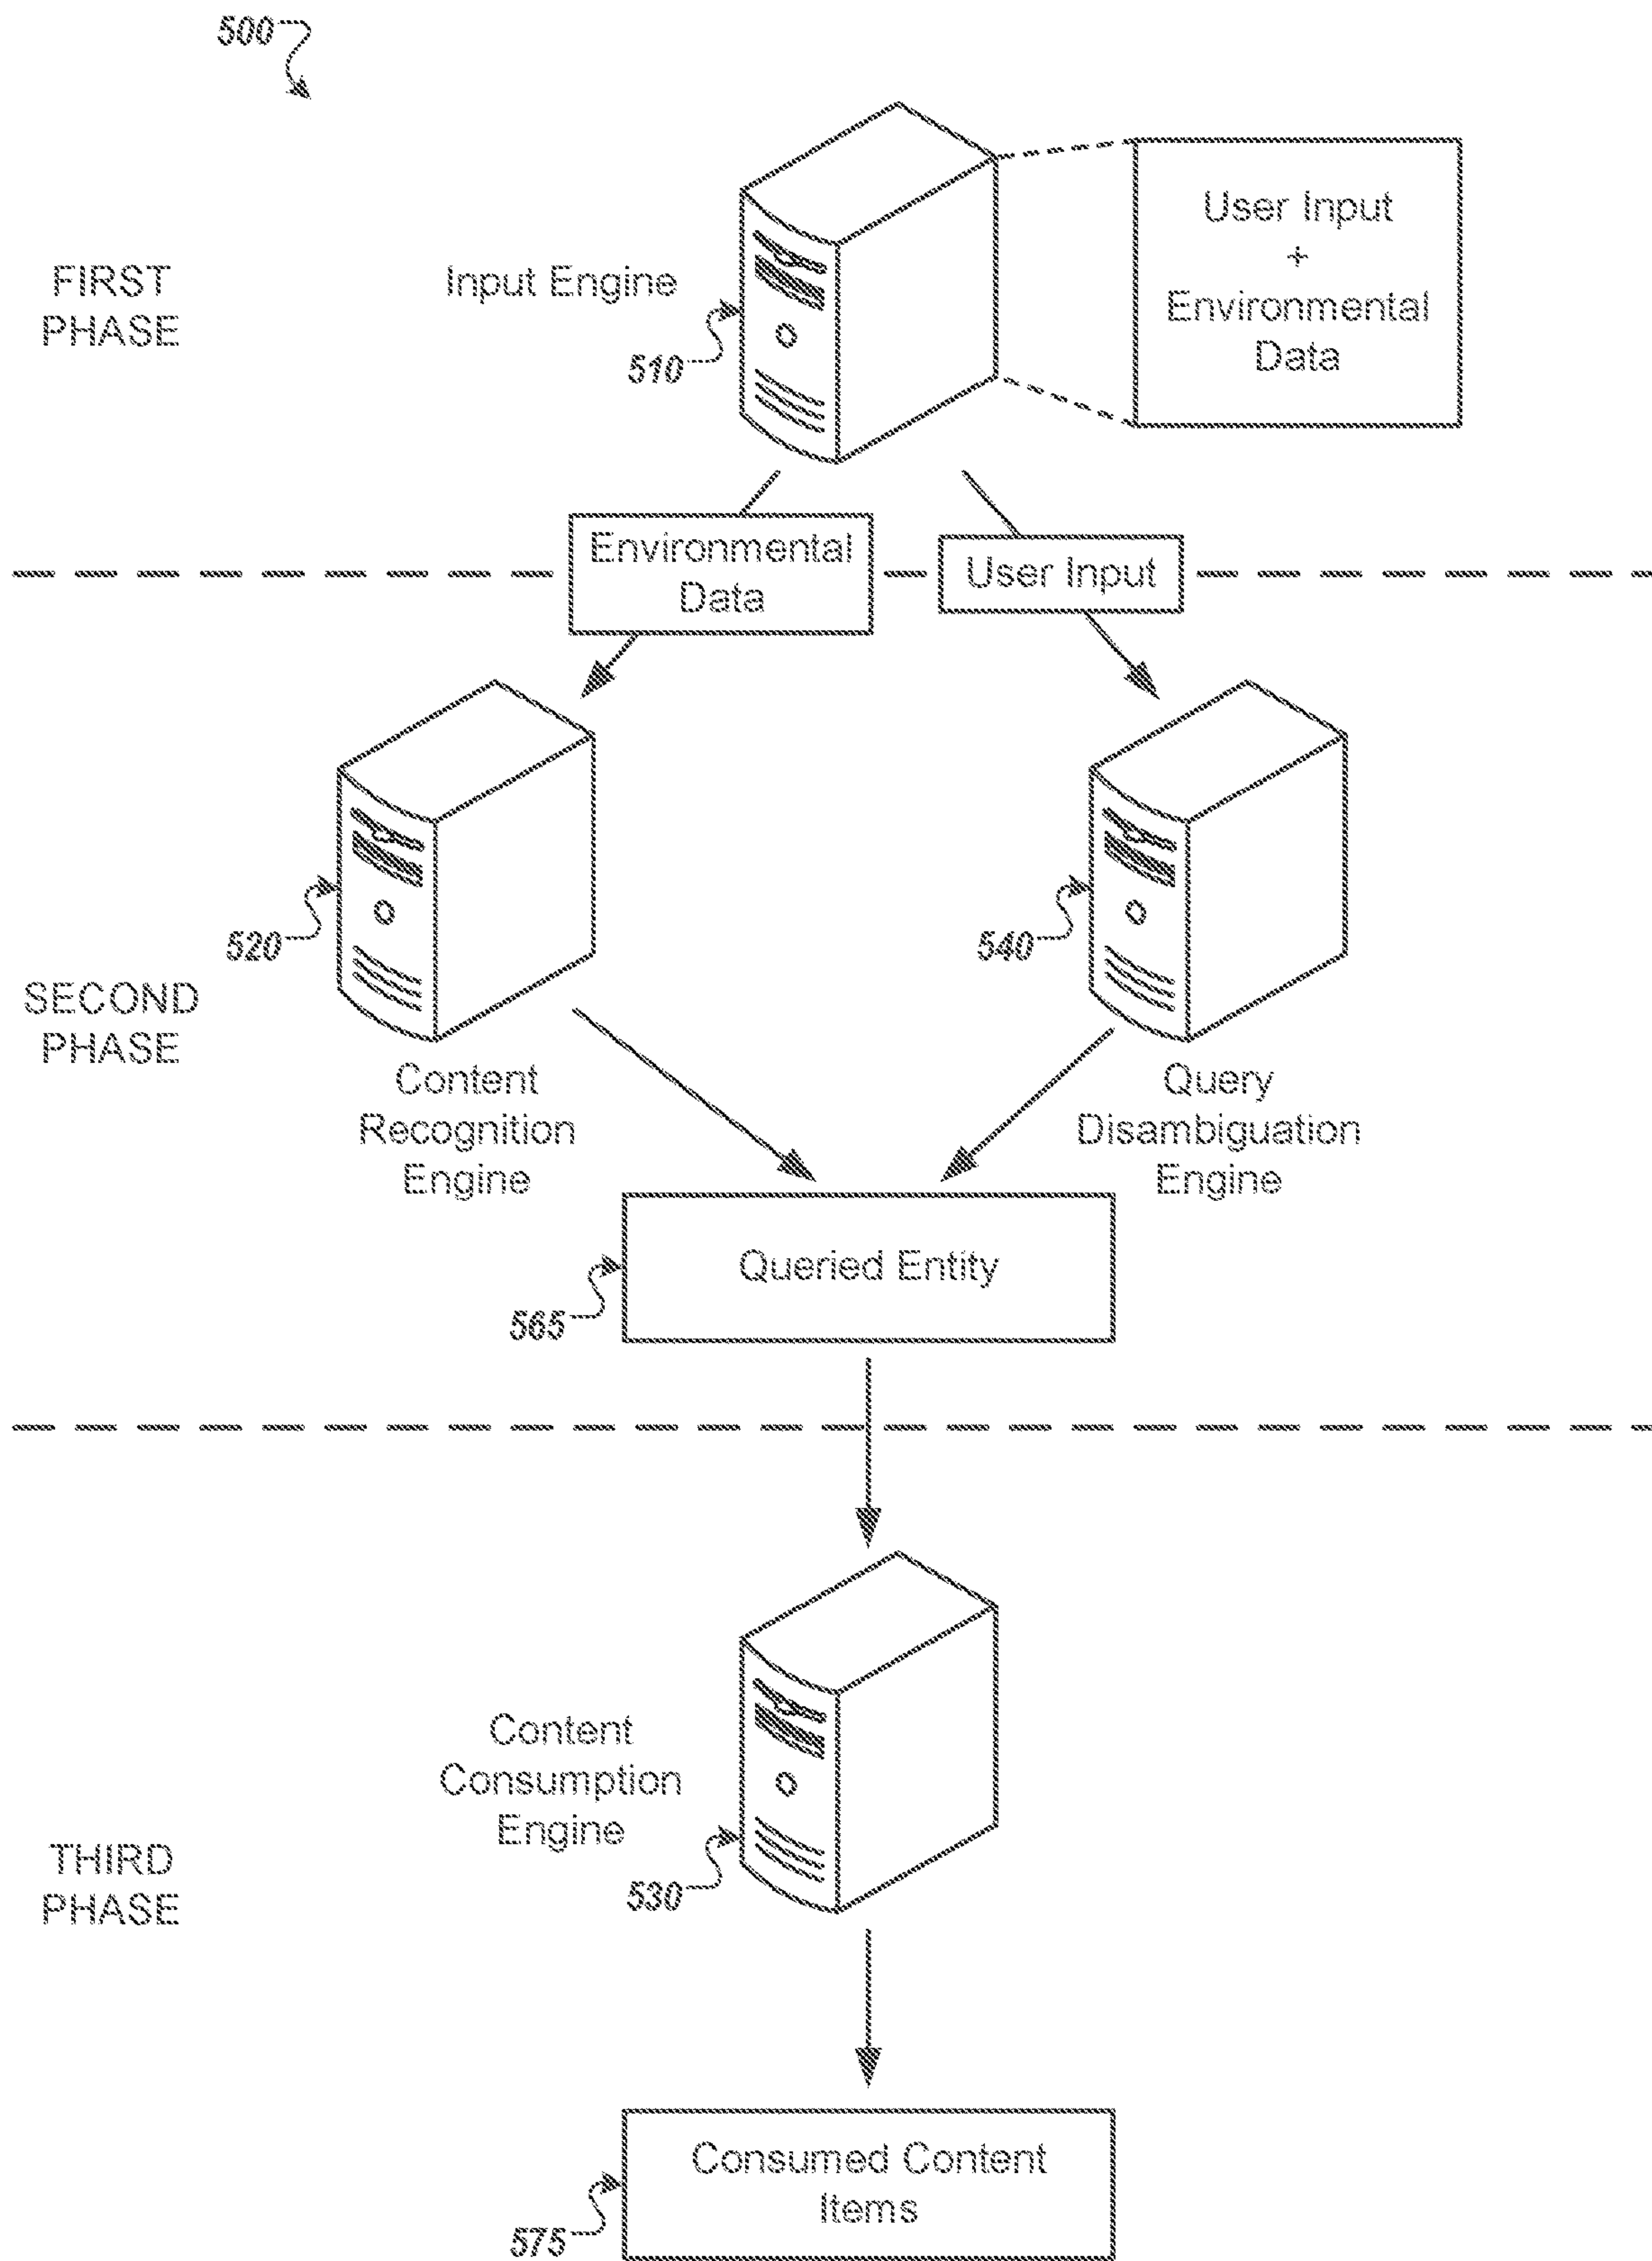 500
FIRST
PHASE
Input Engine
510
User Input
+
Environmental
Data
Environmental
Data
User Input
520
540
SECOND
PHASE
Content
Recognition
Engine
Query
Disambiguation
Engine
Queried Entity
565
Content
Consumption
Engine
530
THIRD
PHASE
Consumed Content
Items
575